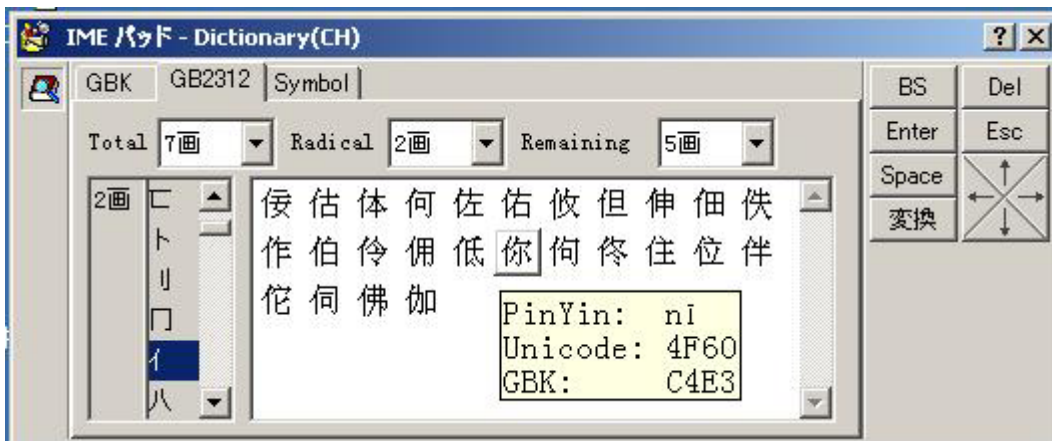 IME パッド - Dictionary(CH)
GBK GB2312 Symbol
Total 7画 Radical 2画 Remaining 5画
2画
匚
卜
刂
冂
亻
八
佞 估 体 何 佐 佑 攸 但 伸 佃 佚
作 伯 伶 佣 低 你 佝 佟 住 位 伴
佗 伺 佛 伽
PinYin: nǐ
Unicode: 4F60
GBK: C4E3
BS Del
Enter Esc
Space
変換